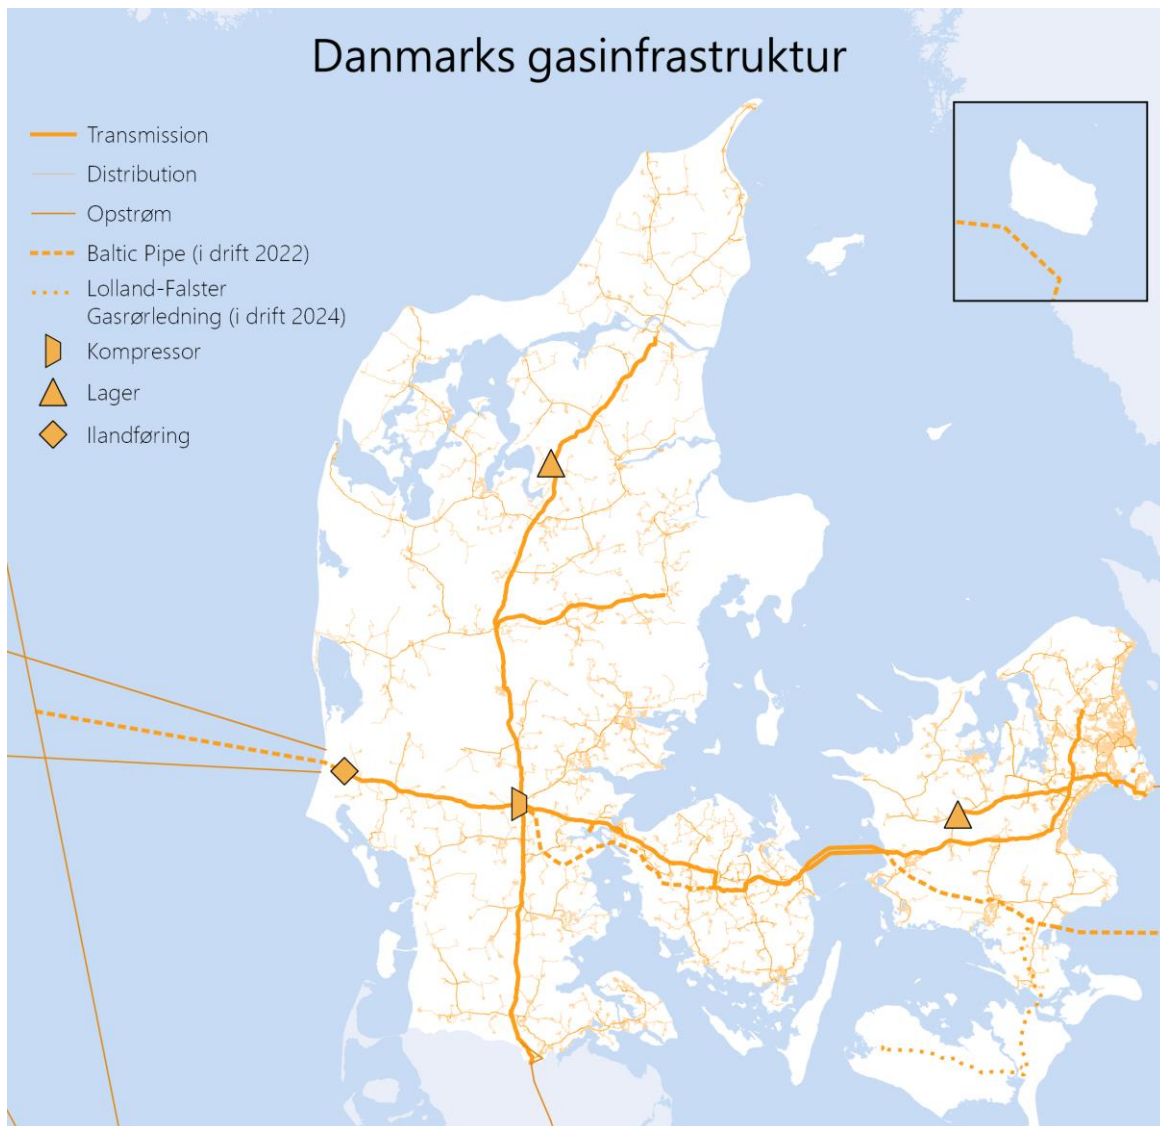 Danmarks gasinfrastruktur
Transmission
Distribution
Opstrøm
Baltic Pipe (i drift 2022)
Lolland-Falster
Gasrørledning (i drift 2024)
Kompressor
Lager
Ilandføring